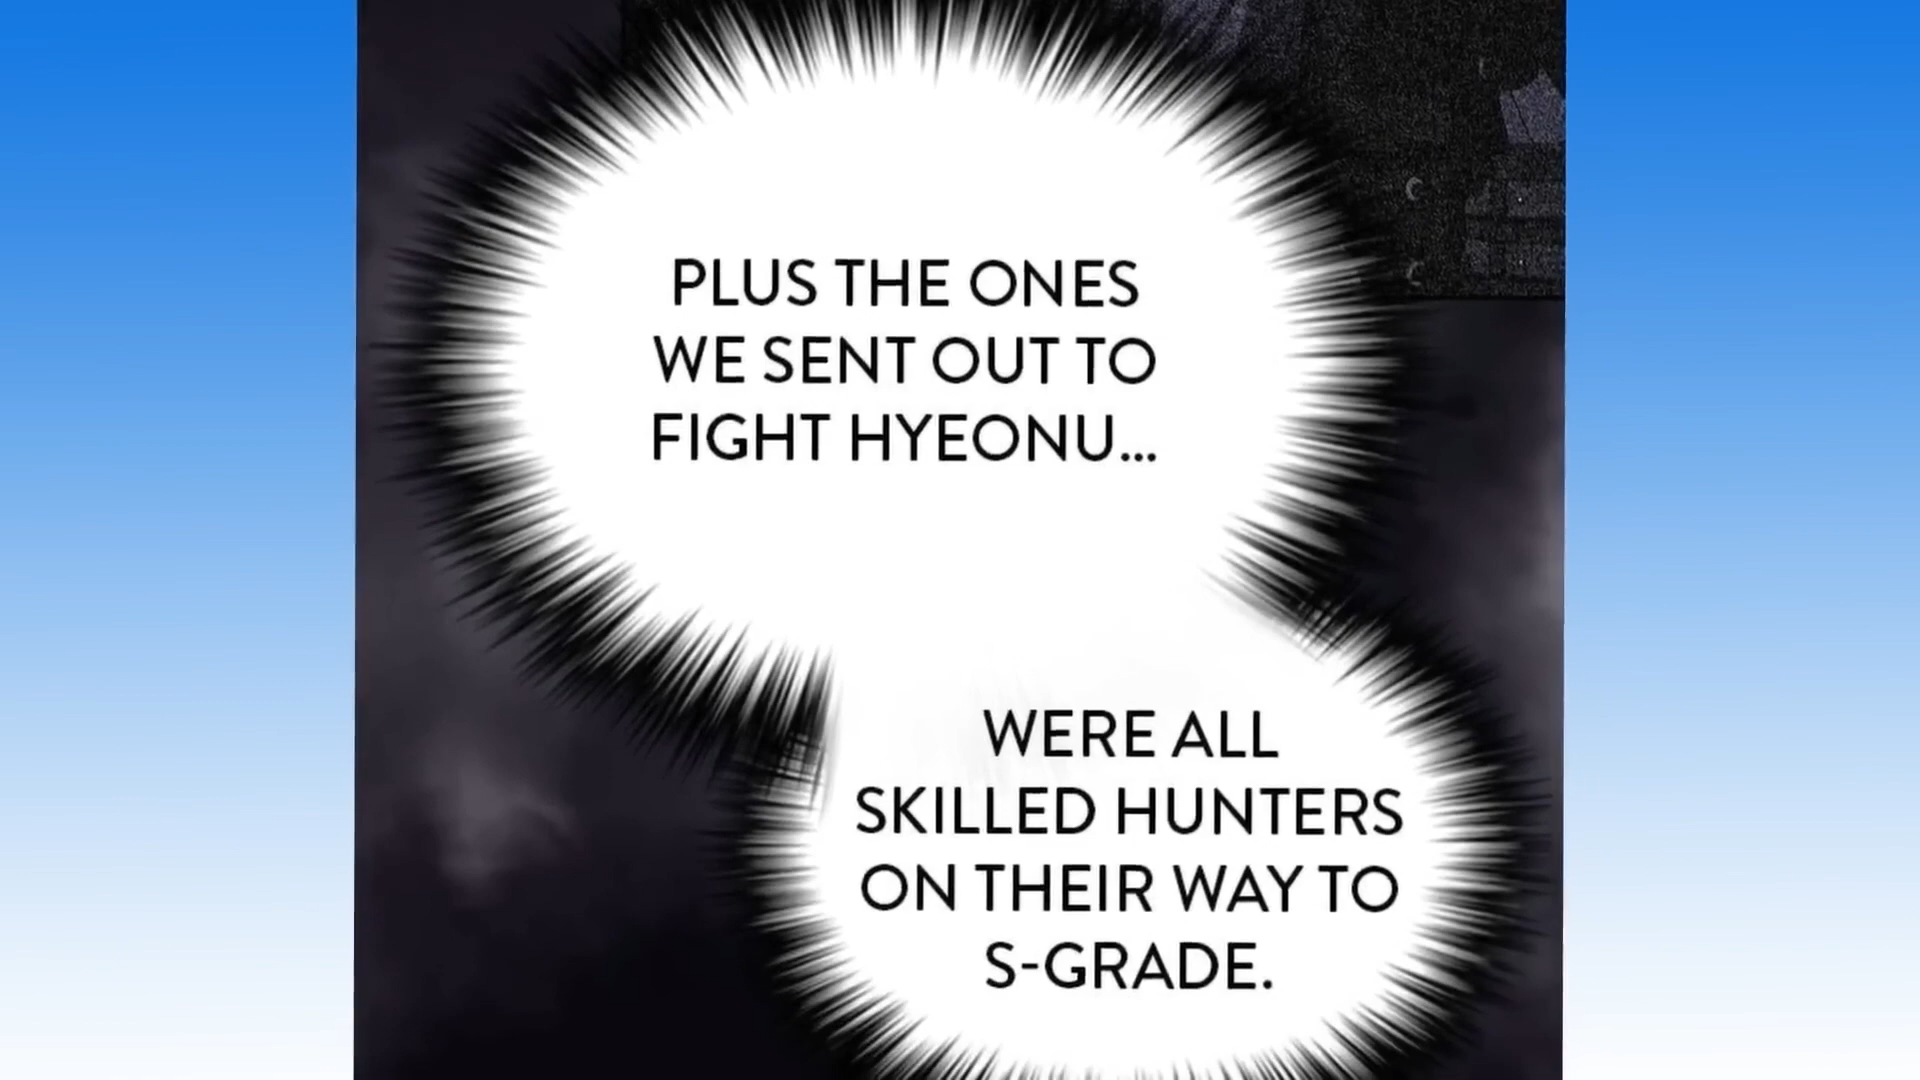 PLUS THE ONES
WE SENT OUT TO
FIGHT HYEONU...
WERE ALL
SKILLED HUNTERS
ON THEIR WAY TO
S-GRADE.